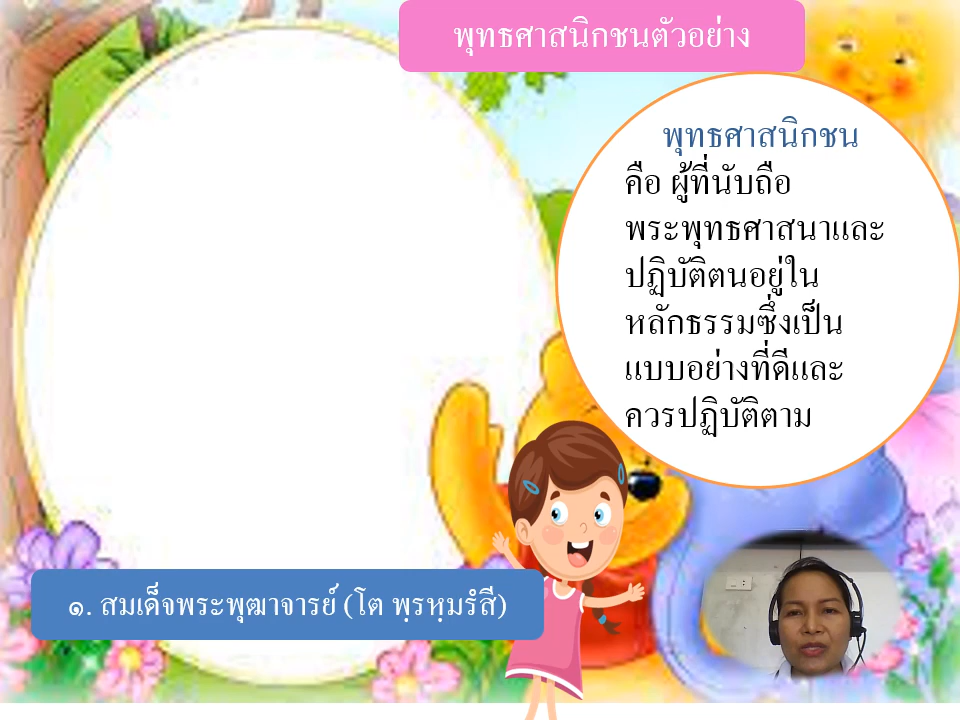 พุทธศาสนิกชนตัวอย่าง
พุทธศาสนิกชน
คือ ผู้ที่นับถือ
พระพุทธศาสนาและ
ปฏิบัติตนอยู่ใน
หลักธรรมซึ่งเป็น
แบบอย่างที่ดีและ
ควรปฏิบัติตาม
๑. สมเด็จพระพุฒาจารย์ (โต พฺรหฺมรํสี)